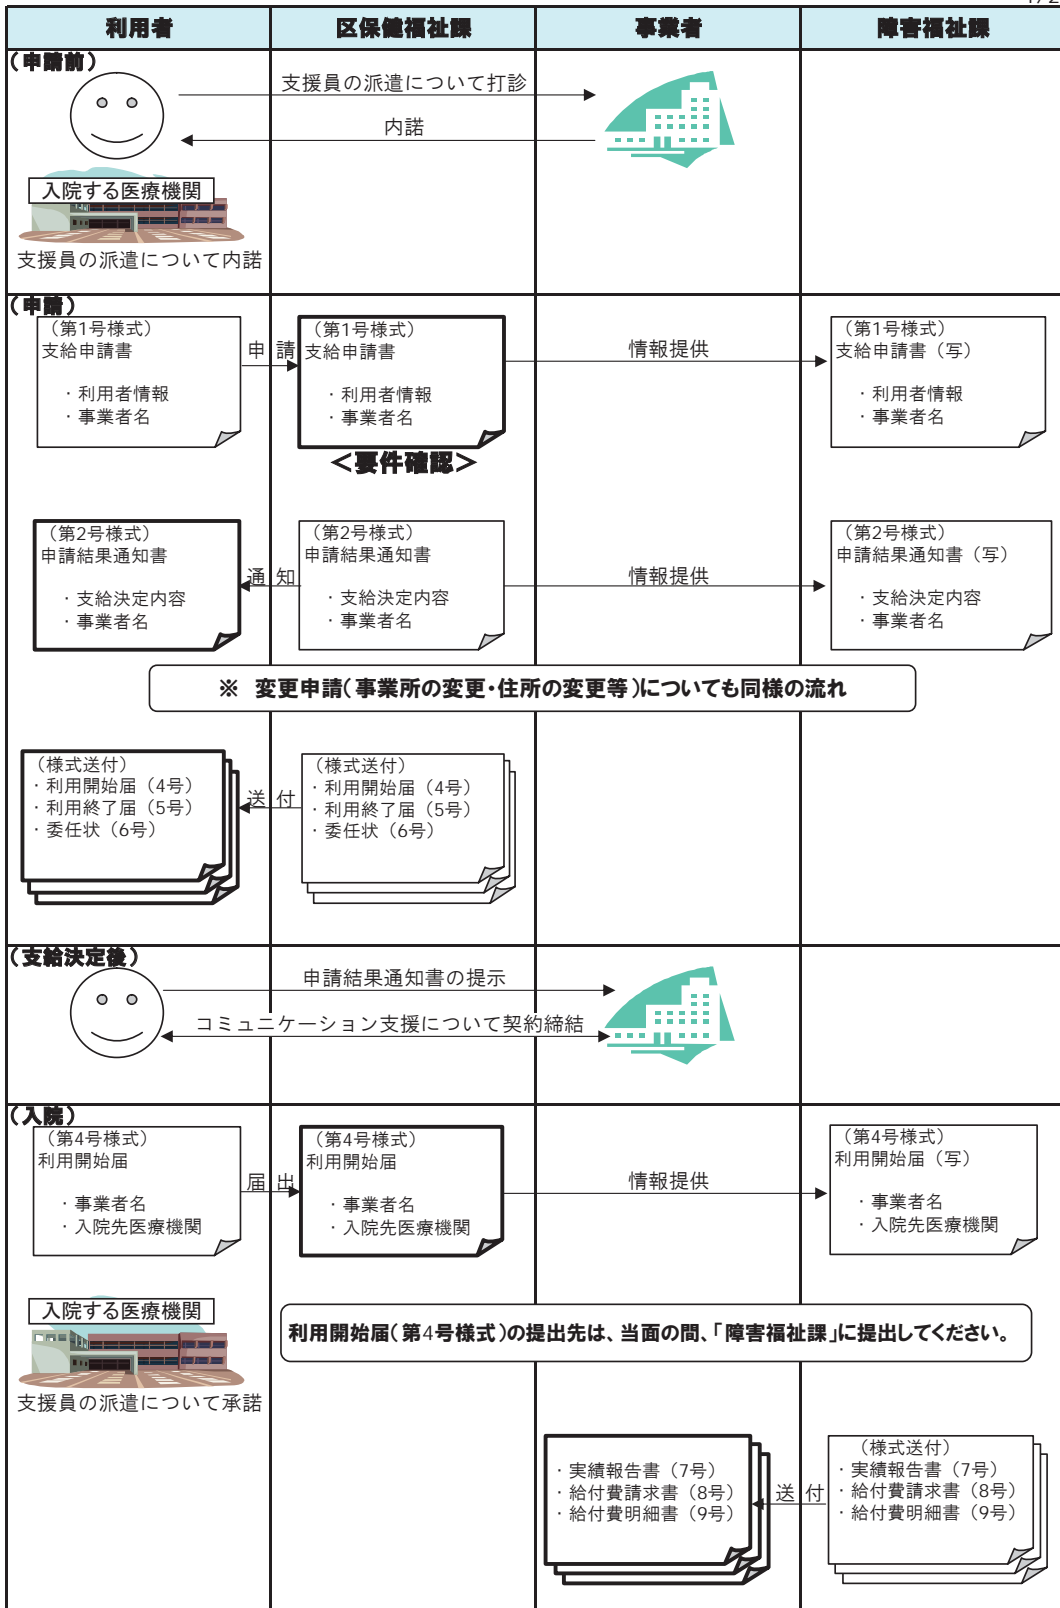 利用者
区保健福祉課
事業者
障害福祉課
(申請前)
支援員の派遣について打診
内諾
入院する医療機関
支援員の派遣について内諾
(申請)
(第1号様式)
支給申請書
・利用者情報
・事業者名
申 請
(第1号様式)
支給申請書
・利用者情報
・事業者名
<要件確認>
情報提供
(第1号様式)
支給申請書(写)
・利用者情報
・事業者名
(第2号様式)
申請結果通知書
・支給決定内容
・事業者名
通 知
(第2号様式)
申請結果通知書
・支給決定内容
・事業者名
情報提供
(第2号様式)
申請結果通知書(写)
・支給決定内容
・事業者名
※ 変更申請(事業所の変更・住所の変更等)についても同様の流れ
(様式送付)
・利用開始届(4号)
・利用終了届(5号)
・委任状(6号)
送 付
(様式送付)
・利用開始届(4号)
・利用終了届(5号)
・委任状(6号)
(支給決定後)
申請結果通知書の提示
コミュニケーション支援について契約締結
(入院)
(第4号様式)
利用開始届
・事業者名
・入院先医療機関
届 出
(第4号様式)
利用開始届
・事業者名
・入院先医療機関
情報提供
(第4号様式)
利用開始届(写)
・事業者名
・入院先医療機関
入院する医療機関
支援員の派遣について承諾
利用開始届(第4号様式)の提出先は、当面の間、「障害福祉課」に提出してください。
・実績報告書(7号)
・給付費請求書(8号)
・給付費明細書(9号)
送 付
(様式送付)
・実績報告書(7号)
・給付費請求書(8号)
・給付費明細書(9号)